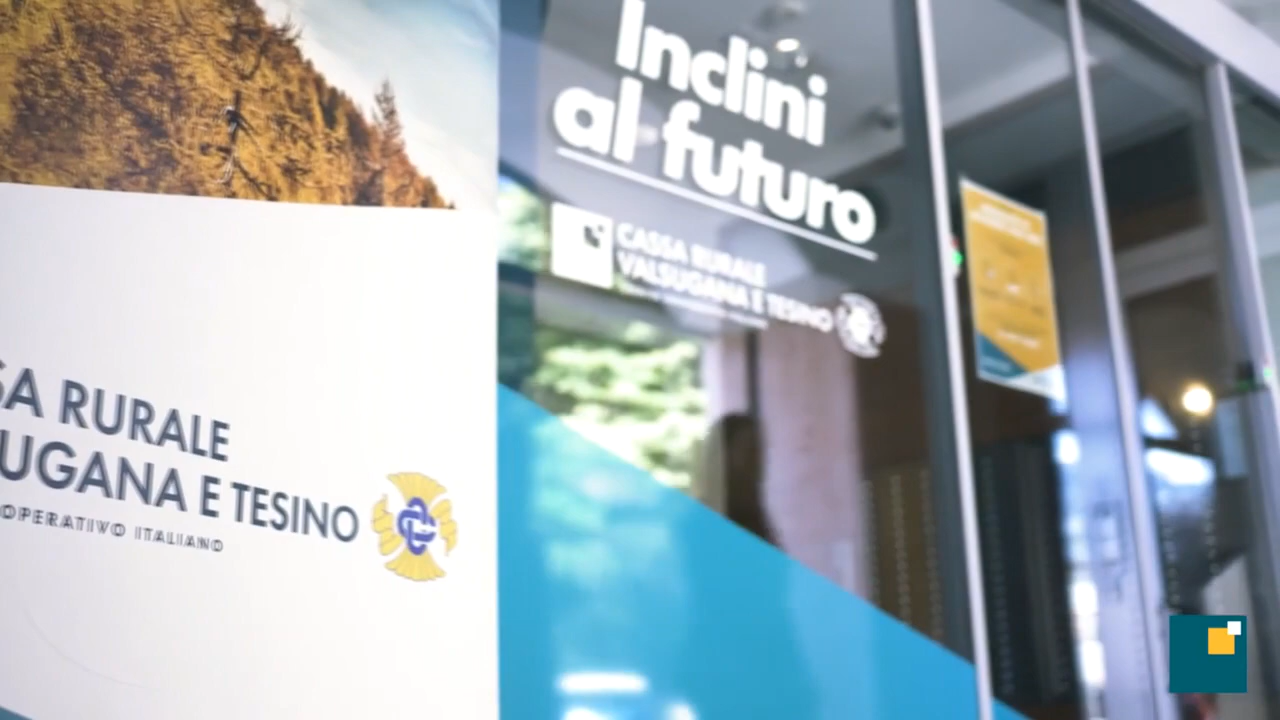 SA RURALE
UGANA E TESINO
OPERATIVO ITALIANO
Inclini
al futuro
CASSA RURALE
VALSUGANA E TESINO